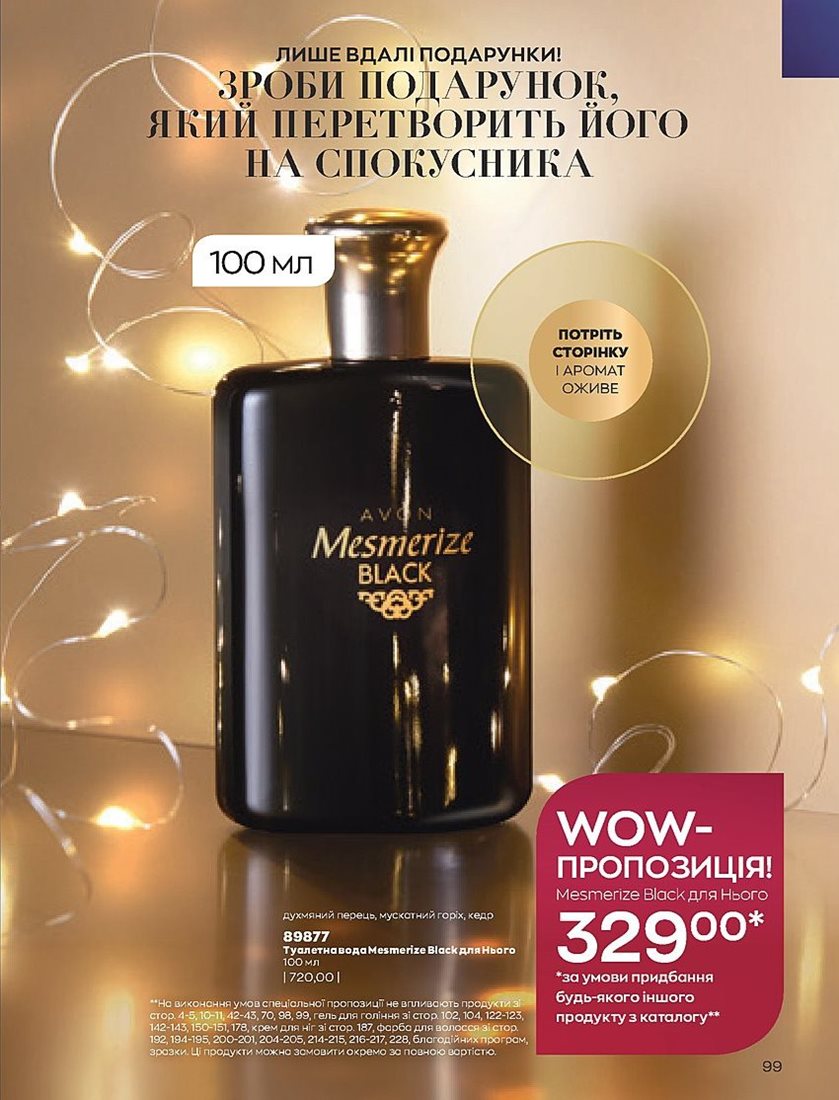 ЛИШЕ ВДАЛІ ПОДАРУНКИ!
ЗРОБИ ПОДАРУНОК,
ЯКИЙ ПЕРЕТВОРИТЬ ЙОГО
НА СПОКУСНИКА
100 МЛ
ПОТРІТЬ
СТОРІНКУ
І АРОМАТ
ОЖИВЕ
AVON
Mesmerize
BLACK
WOW-
ПРОПОЗИЦІЯ!
Mesmerize Black для Нього
329⁰⁰*
*за умови придбання
будь-якого іншого
продукту з каталогу**
духмяний перець, мускатний горіх, кедр
89877
Туалетна вода Mesmerize Black для Нього
100 мл
| 720,00 |
**На виконання умов спеціальної пропозиції не впливають продукти зі
стор. 4-5, 10-11, 42-43, 70, 98, 99, гель для гоління зі стор. 102, 104, 122-123,
142-143, 150-151, 178, крем для ніг зі стор. 187, фарба для волосся зі стор.
192, 194-195, 200-201, 204-205, 214-215, 216-217, 228, благодійних програм,
зразки. Ці продукти можна замовити окремо за повною вартістю.
99